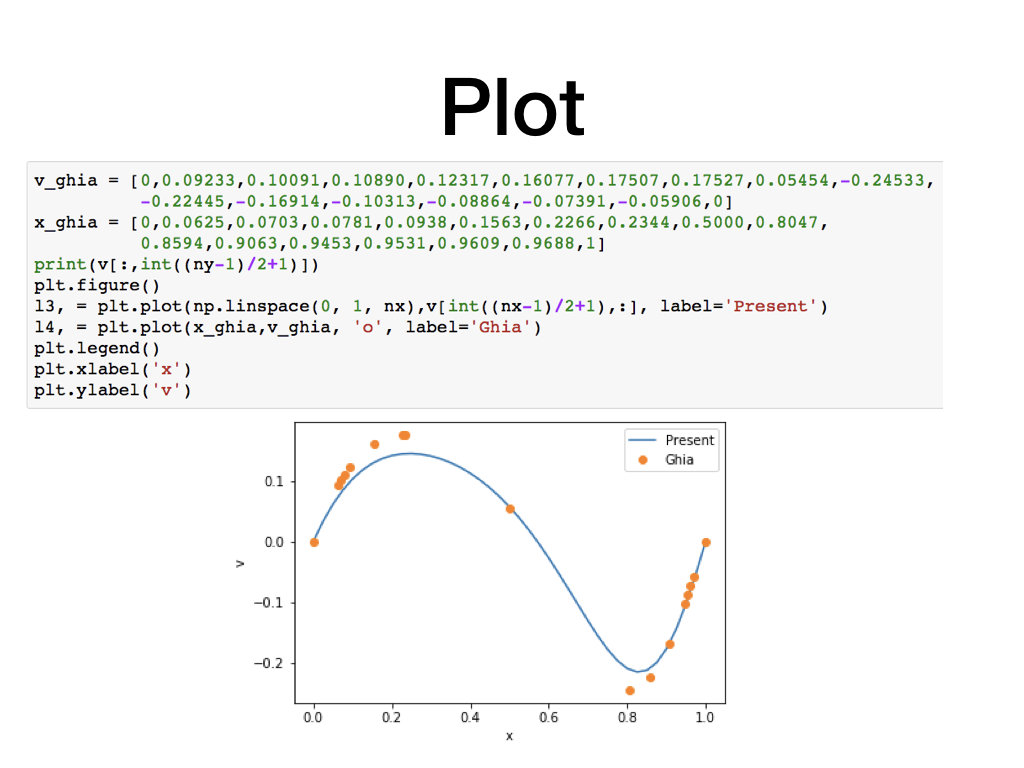 Plot
v_ghia = [0,0.09233,0.10091,0.10890,0.12317,0.16077,0.17507,0.17527,0.05454,-0.24533,
-0.22445,-0.16914,-0.10313,-0.08864,-0.07391,-0.05906,0]
x_ghia = [0,0.0625,0.0703,0.0781,0.0938,0.1563,0.2266,0.2344,0.5000,0.8047,
0.8594,0.9063,0.9453,0.9531,0.9609,0.9688,1]
print(v[:,int((ny-1)/2+1)])
plt.figure()
l3, = plt.plot(np.linspace(0, 1, nx),v[int((nx-1)/2+1),:], label='Present')
l4, = plt.plot(x_ghia,v_ghia, 'o', label='Ghia')
plt.legend()
plt.xlabel('x')
plt.ylabel('v')
Present
Ghia
0.1
0.0
−0.1
−0.2
v
0.0 0.2 0.4 0.6 0.8 1.0
x